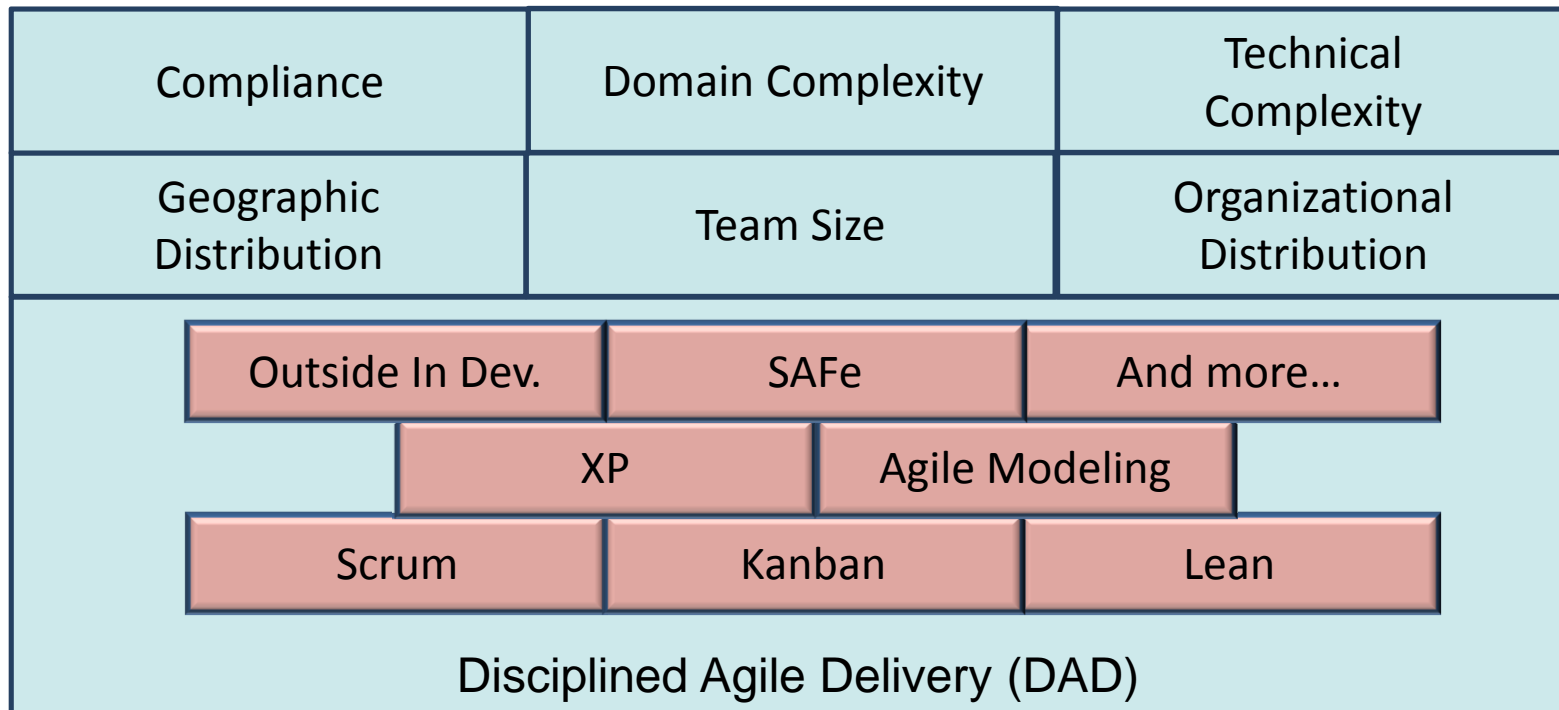 Compliance
Domain Complexity
Technical
Complexity
Geographic
Distribution
Team Size
Organizational
Distribution
Outside In Dev.
SAFe
And more…
XP
Agile Modeling
Scrum
Kanban
Lean
Disciplined Agile Delivery (DAD)